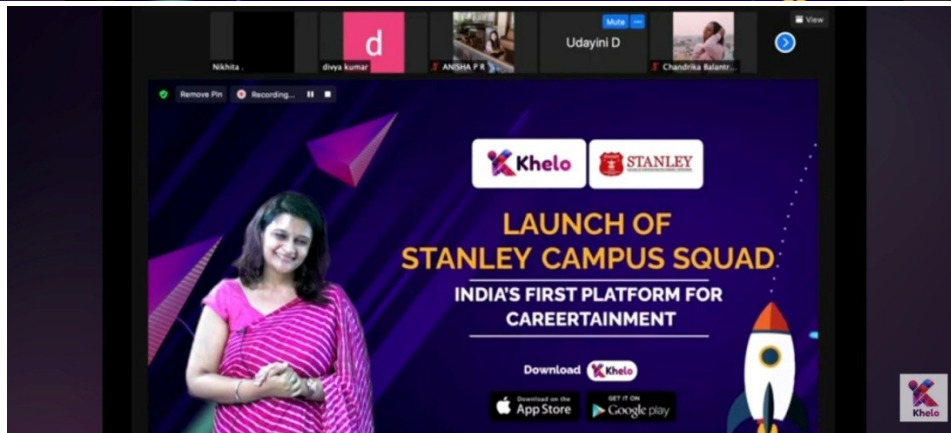 Mute
View
Udayini D
d
Nikhita .
divya kumar
ANISHA P R
Chandrika Balantr...
Remove Pin
Recording...
Khelo
STANLEY
LAUNCH OF
STANLEY CAMPUS SQUAD
INDIA'S FIRST PLATFORM FOR
CAREERTAINMENT
Download Khelo
Download on the
App Store
GET IT ON
Google play
Khelo